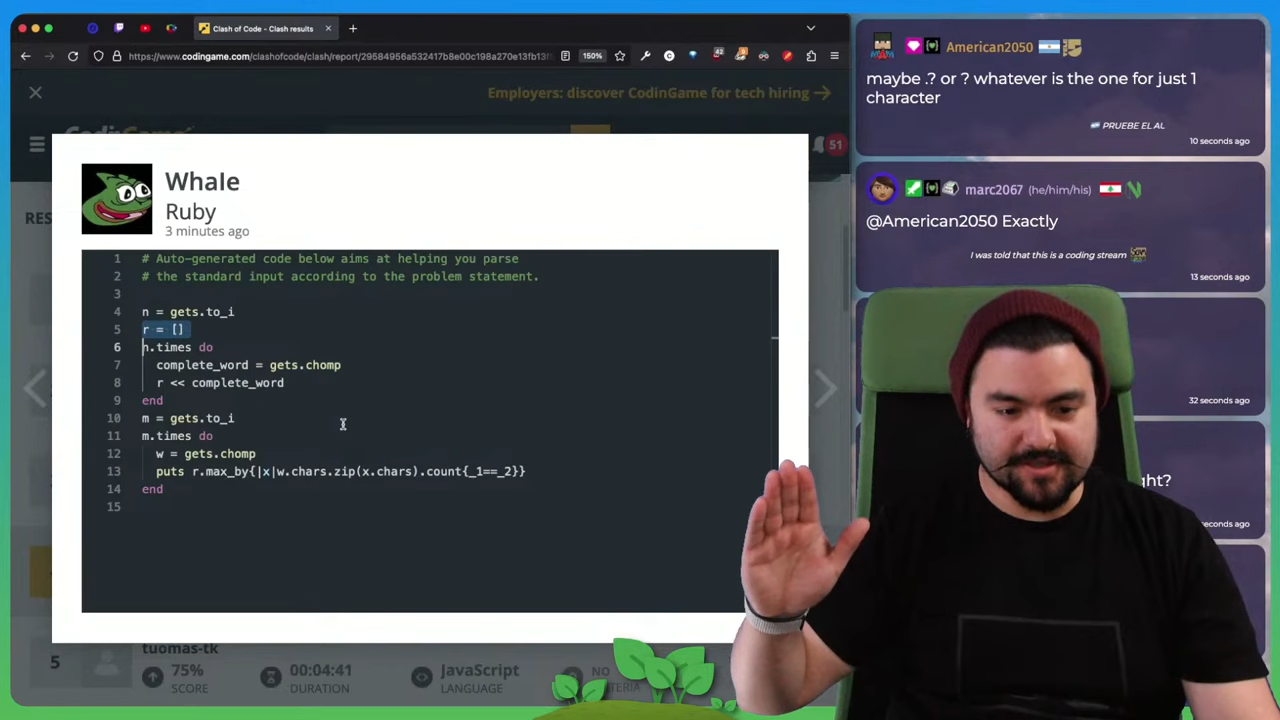 Clash of Code - Clash results
https://www.codingame.com/clashofcode/clash/report/29584956a532417b8e00c198a270e13fb13f
150%
42
Employers: discover CodinGame for tech hiring →
51
RES
Whale
Ruby
3 minutes ago
1 # Auto-generated code below aims at helping you parse
2 # the standard input according to the problem statement.
3
4 n = gets.to_i
5 r = []
6 n.times do
7 complete_word = gets.chomp
8 r << complete_word
9 end
10 m = gets.to_i
11 m.times do
12 w = gets.chomp
13 puts r.max_by{|x|w.chars.zip(x.chars).count{_1==_2}}
14 end
15
5
tuomas-tk
75%
SCORE
00:04:41
DURATION
JavaScript
LANGUAGE
NO
American2050
maybe .? or ? whatever is the one for just 1
character
PRUEBE EL AL
10 seconds ago
marc2067 (he/him/his)
@American2050 Exactly
I was told that this is a coding stream
13 seconds ago
32 seconds ago
ght?
seconds ago